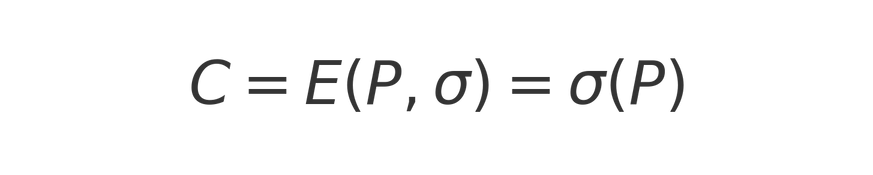 C = E(P, σ) = σ(P)